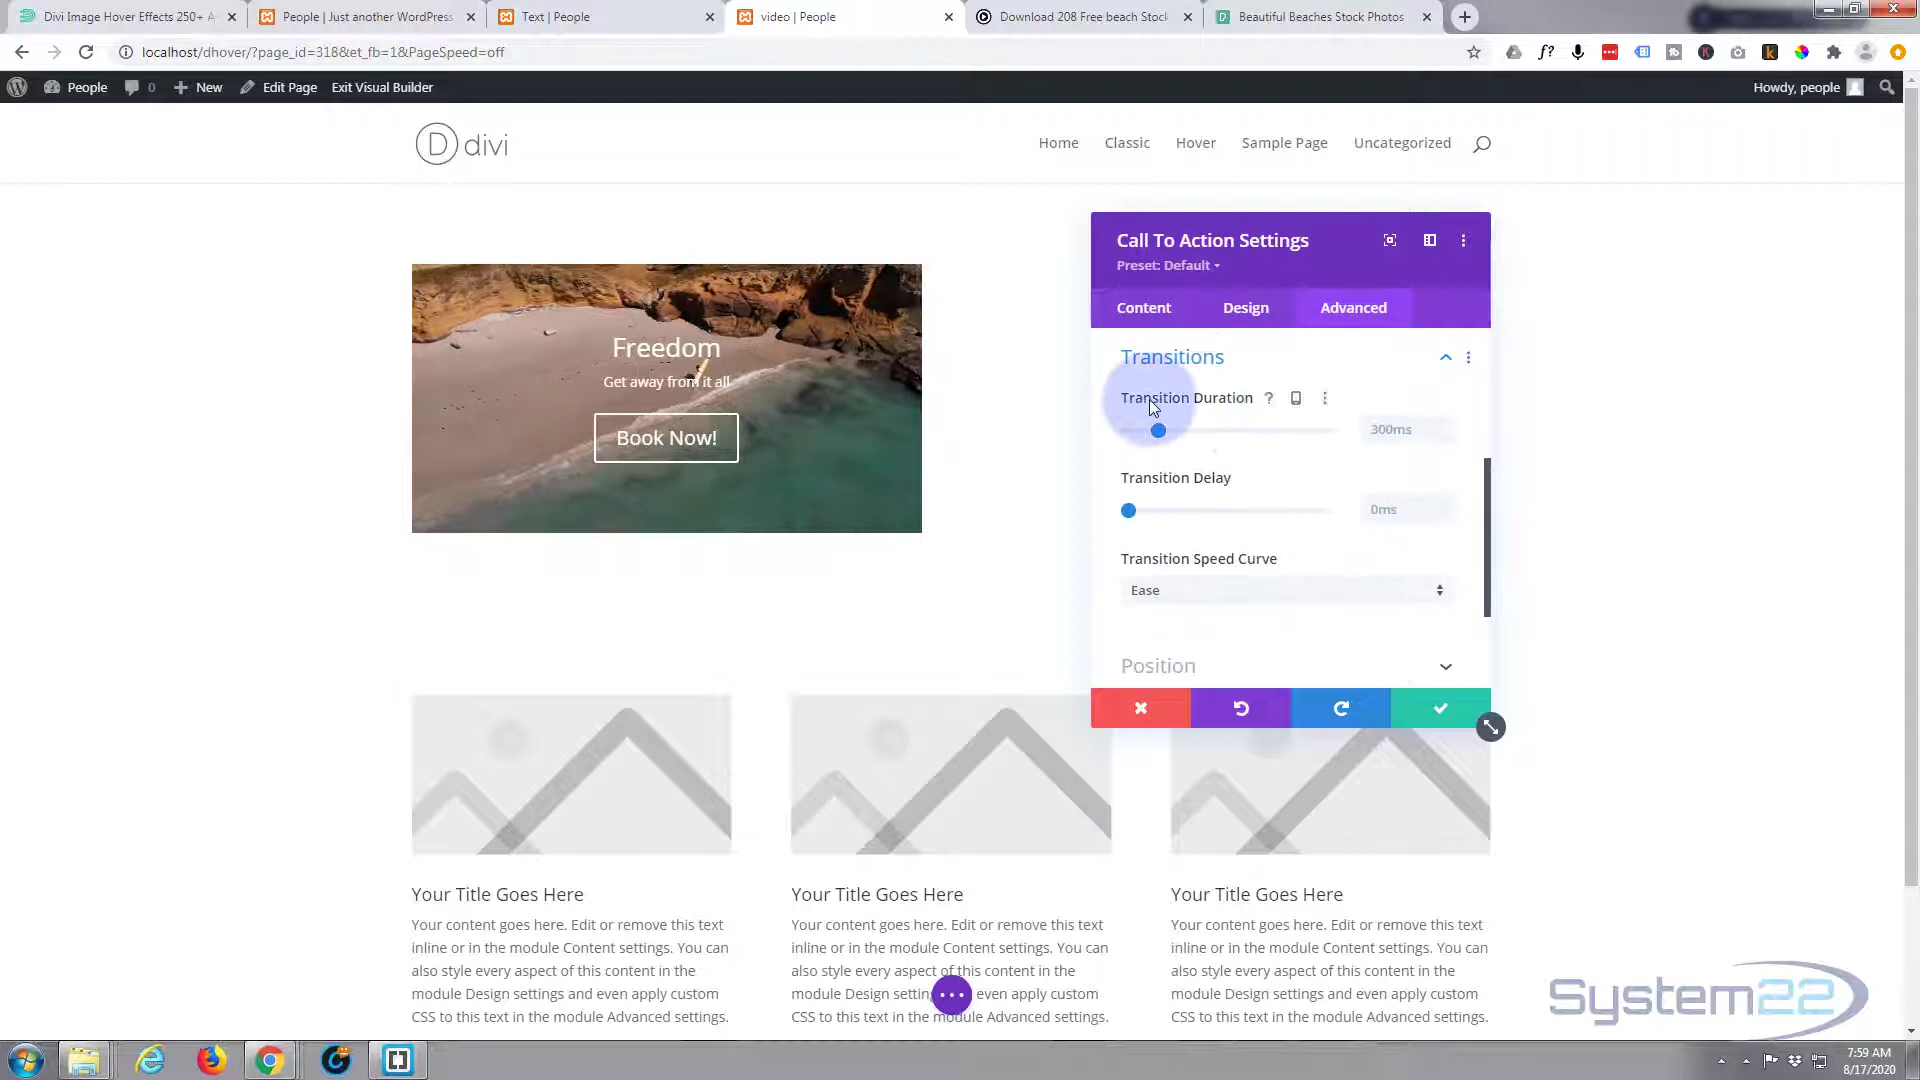 Divi Image Hover Effects 250+ A
People | Just another WordPress
Text | People
video | People
Download 208 Free beach Stock
Beautiful Beaches Stock Photos
localhost/dhover/?page_id=318&et_fb=1&PageSpeed=off
People
0
New
Edit Page
Exit Visual Builder
Howdy, people
D divi
Home
Classic
Hover
Sample Page
Uncategorized
Freedom
Get away from it all
Book Now!
Call To Action Settings
Preset: Default
Content
Design
Advanced
Transitions
Transition Duration
?
300ms
Transition Delay
0ms
Transition Speed Curve
Ease
Position
Your Title Goes Here
Your content goes here. Edit or remove this text
inline or in the module Content settings. You can
also style every aspect of this content in the
module Design settings and even apply custom
CSS to this text in the module Advanced settings.
Your Title Goes Here
Your content goes here. Edit or remove this text
inline or in the module Content settings. You can
also style every aspect of this content in the
module Design settin even apply custom
CSS to this text in the module Advanced settings.
Your Title Goes Here
Your content goes here. Edit or remove this text
inline or in the module Content settings. You can
also style every aspect of this content in the
module Design settings and even apply custom
CSS to this text in the module Advanced settings.
System22
7:59 AM
8/17/2020